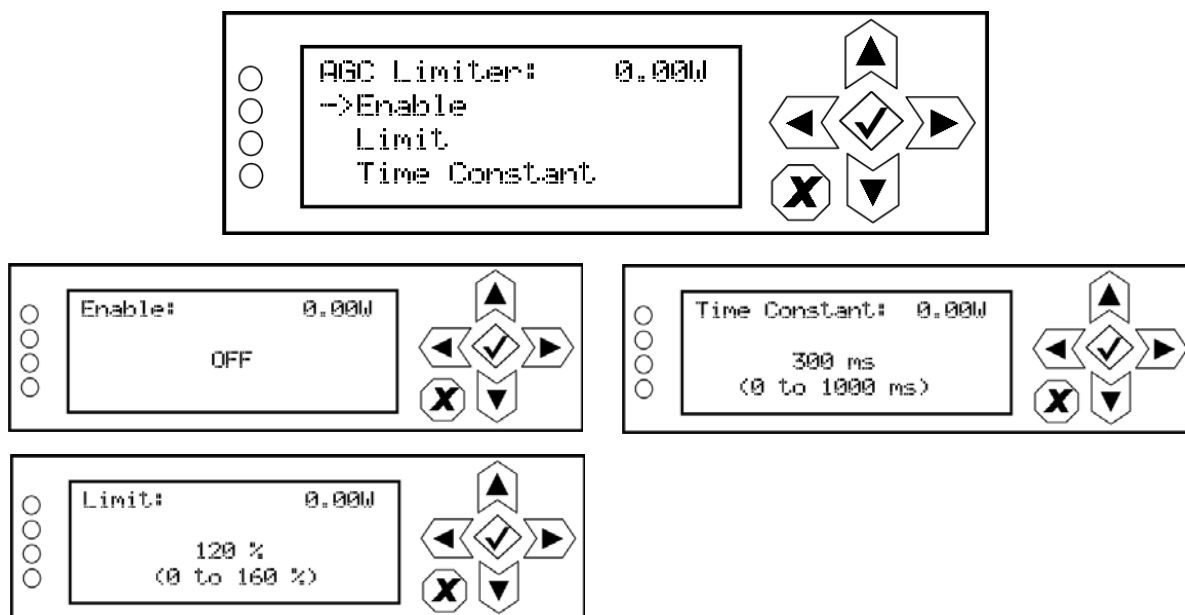 AGC Limiter: 0.00W
->Enable
Limit
Time Constant
X
Enable: 0.00W
OFF
X
Time Constant: 0.00W
300 ms
(0 to 1000 ms)
X
Limit: 0.00W
120 %
(0 to 160 %)
X